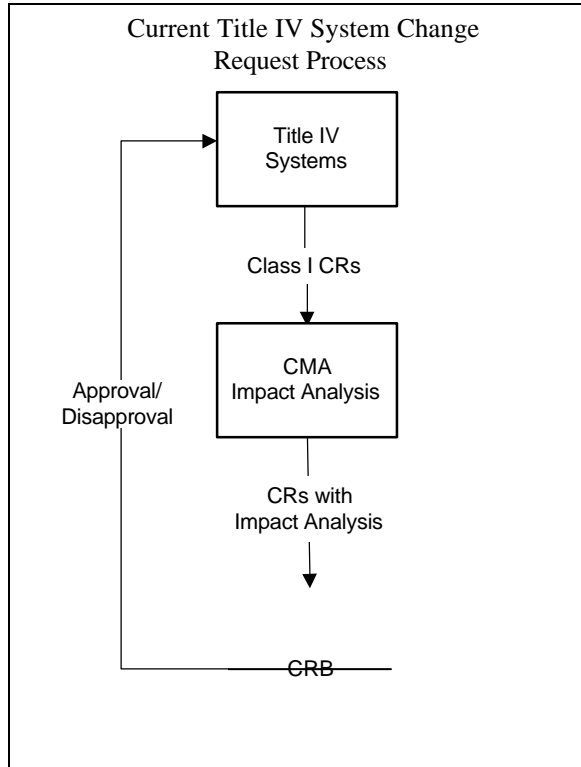 Current Title IV System Change
Request Process
Title IV
Systems
Class I CRs
CMA
Impact Analysis
Approval/
Disapproval
CRs with
Impact Analysis
CRB